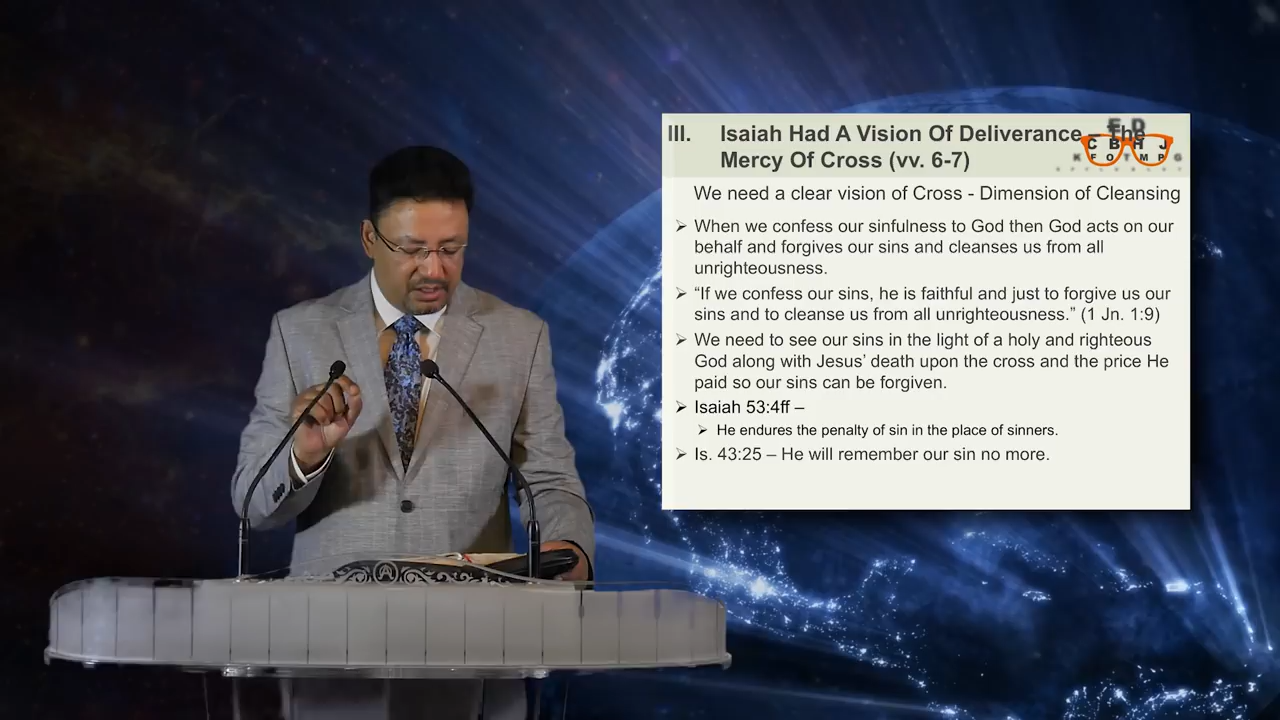 III. Isaiah Had A Vision Of Deliverance – The
Mercy Of Cross (vv. 6-7)
E D
C B H J
K F O T M P G
We need a clear vision of Cross - Dimension of Cleansing
➢ When we confess our sinfulness to God then God acts on our
behalf and forgives our sins and cleanses us from all
unrighteousness.
➢ “If we confess our sins, he is faithful and just to forgive us our
sins and to cleanse us from all unrighteousness.” (1 Jn. 1:9)
➢ We need to see our sins in the light of a holy and righteous
God along with Jesus’ death upon the cross and the price He
paid so our sins can be forgiven.
➢ Isaiah 53:4ff –
➢ He endures the penalty of sin in the place of sinners.
➢ Is. 43:25 – He will remember our sin no more.